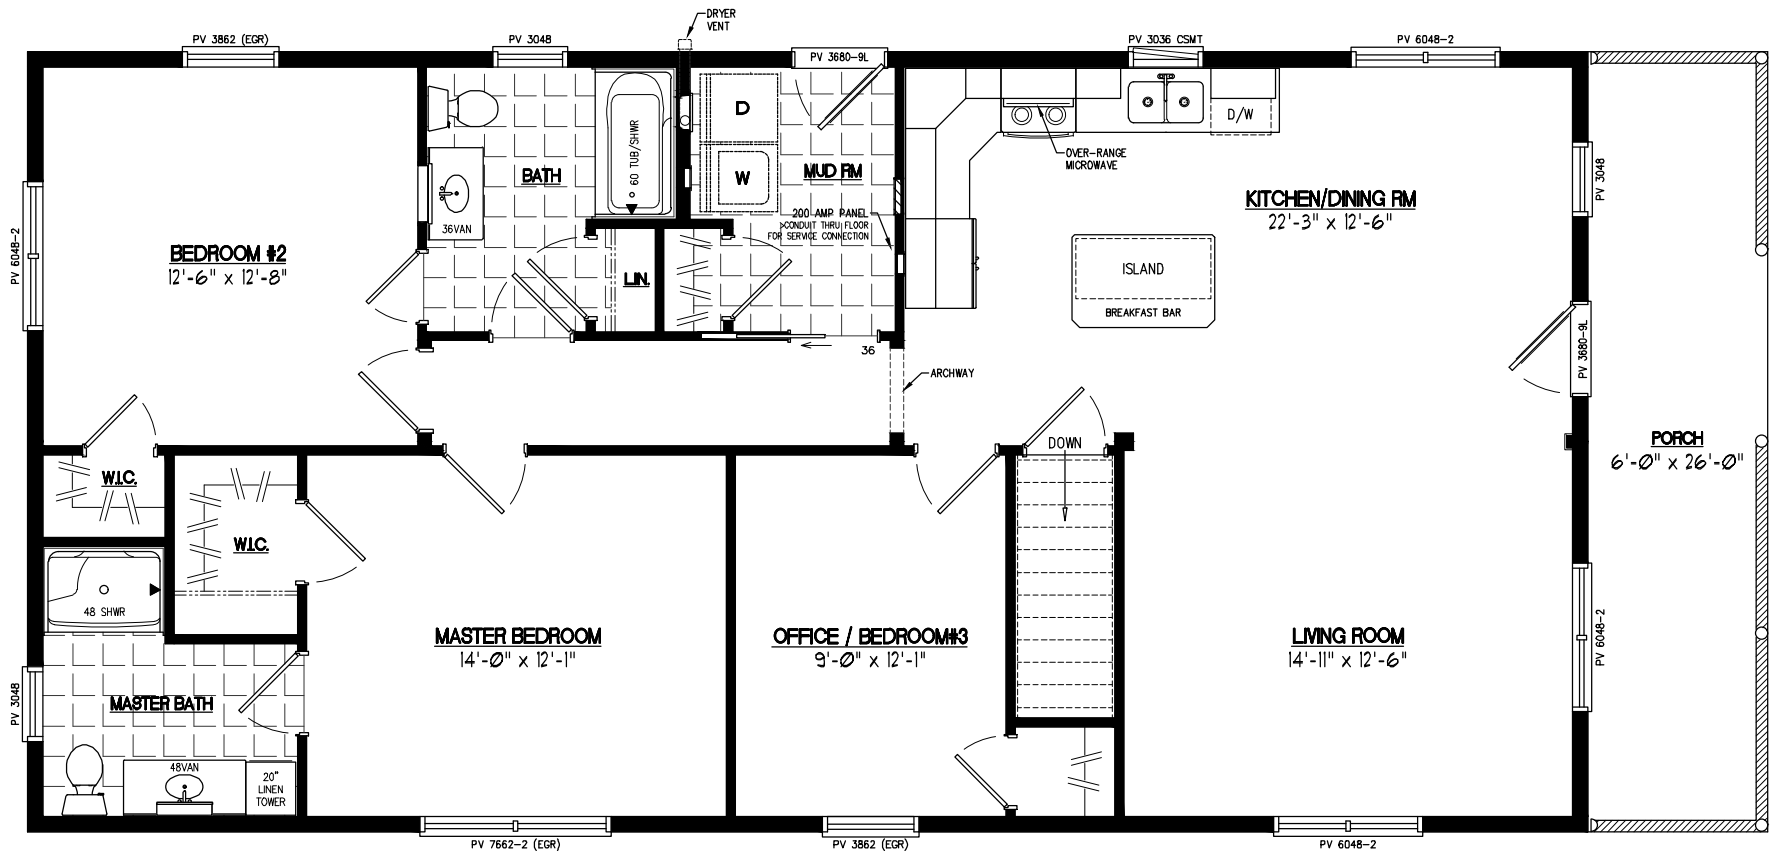 DRYER
VENT
PV 3862 (EGR)
PV 3048
PV 3680-9L
PV 3036 CSMT
PV 6048-2
D
W
60 TUB/SHWR
BATH
MUD RM
36VAN
D/W
OVER-RANGE
MICROWAVE
PV 3048
KITCHEN/DINING RM
22'-3" x 12'-6"
200 AMP PANEL
>CONDUIT THRU FLOOR
FOR SERVICE CONNECTION
PV 6048-2
BEDROOM #2
12'-6" x 12'-8"
LIN.
ISLAND
BREAKFAST BAR
36
ARCHWAY
PV 3680-9L
DOWN
PORCH
6'-0" x 26'-0"
W.I.C.
W.I.C.
48 SHWR
MASTER BEDROOM
14'-0" x 12'-1"
OFFICE / BEDROOM#3
9'-0" x 12'-1"
LIVING ROOM
14'-11" x 12'-6"
PV 6048-2
PV 3048
MASTER BATH
48VAN
20"
LINEN
TOWER
PV 7662-2 (EGR)
PV 3862 (EGR)
PV 6048-2